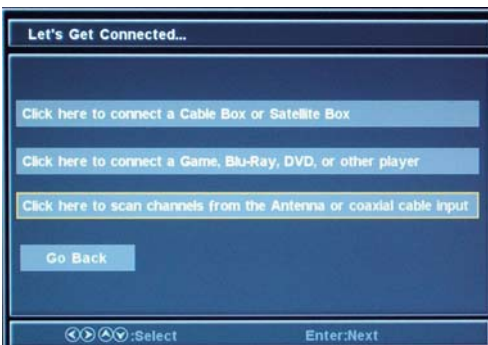 Let's Get Connected...
Click here to connect a Cable Box or Satellite Box
Click here to connect a Game, Blu-Ray, DVD, or other player
Click here to scan channels from the Antenna or coaxial cable input
Go Back
:Select Enter:Next